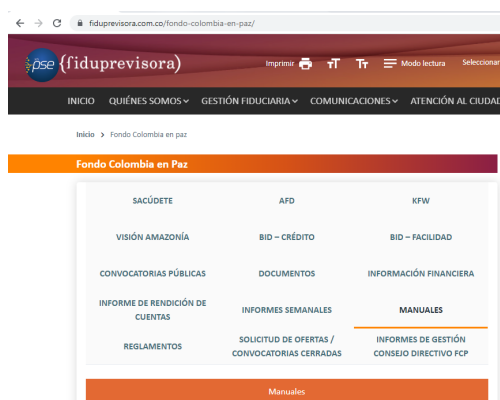 fiduprevisora.com.co/fondo-colombia-en-paz/
pse {fiduprevisora)
Imprimir
Modo lectura
Seleccionar
INICIO QUIÉNES SOMOS GESTIÓN FIDUCIARIA COMUNICACIONES ATENCIÓN AL CIUDAD
Inicio > Fondo Colombia en paz
Fondo Colombia en Paz
SACÚDETE AFD KFW
VISIÓN AMAZONÍA BID – CRÉDITO BID – FACILIDAD
CONVOCATORIAS PÚBLICAS DOCUMENTOS INFORMACIÓN FINANCIERA
INFORME DE RENDICIÓN DE
CUENTAS
INFORMES SEMANALES MANUALES
REGLAMENTOS
SOLICITUD DE OFERTAS /
CONVOCATORIAS CERRADAS
INFORMES DE GESTIÓN
CONSEJO DIRECTIVO FCP
Manuales